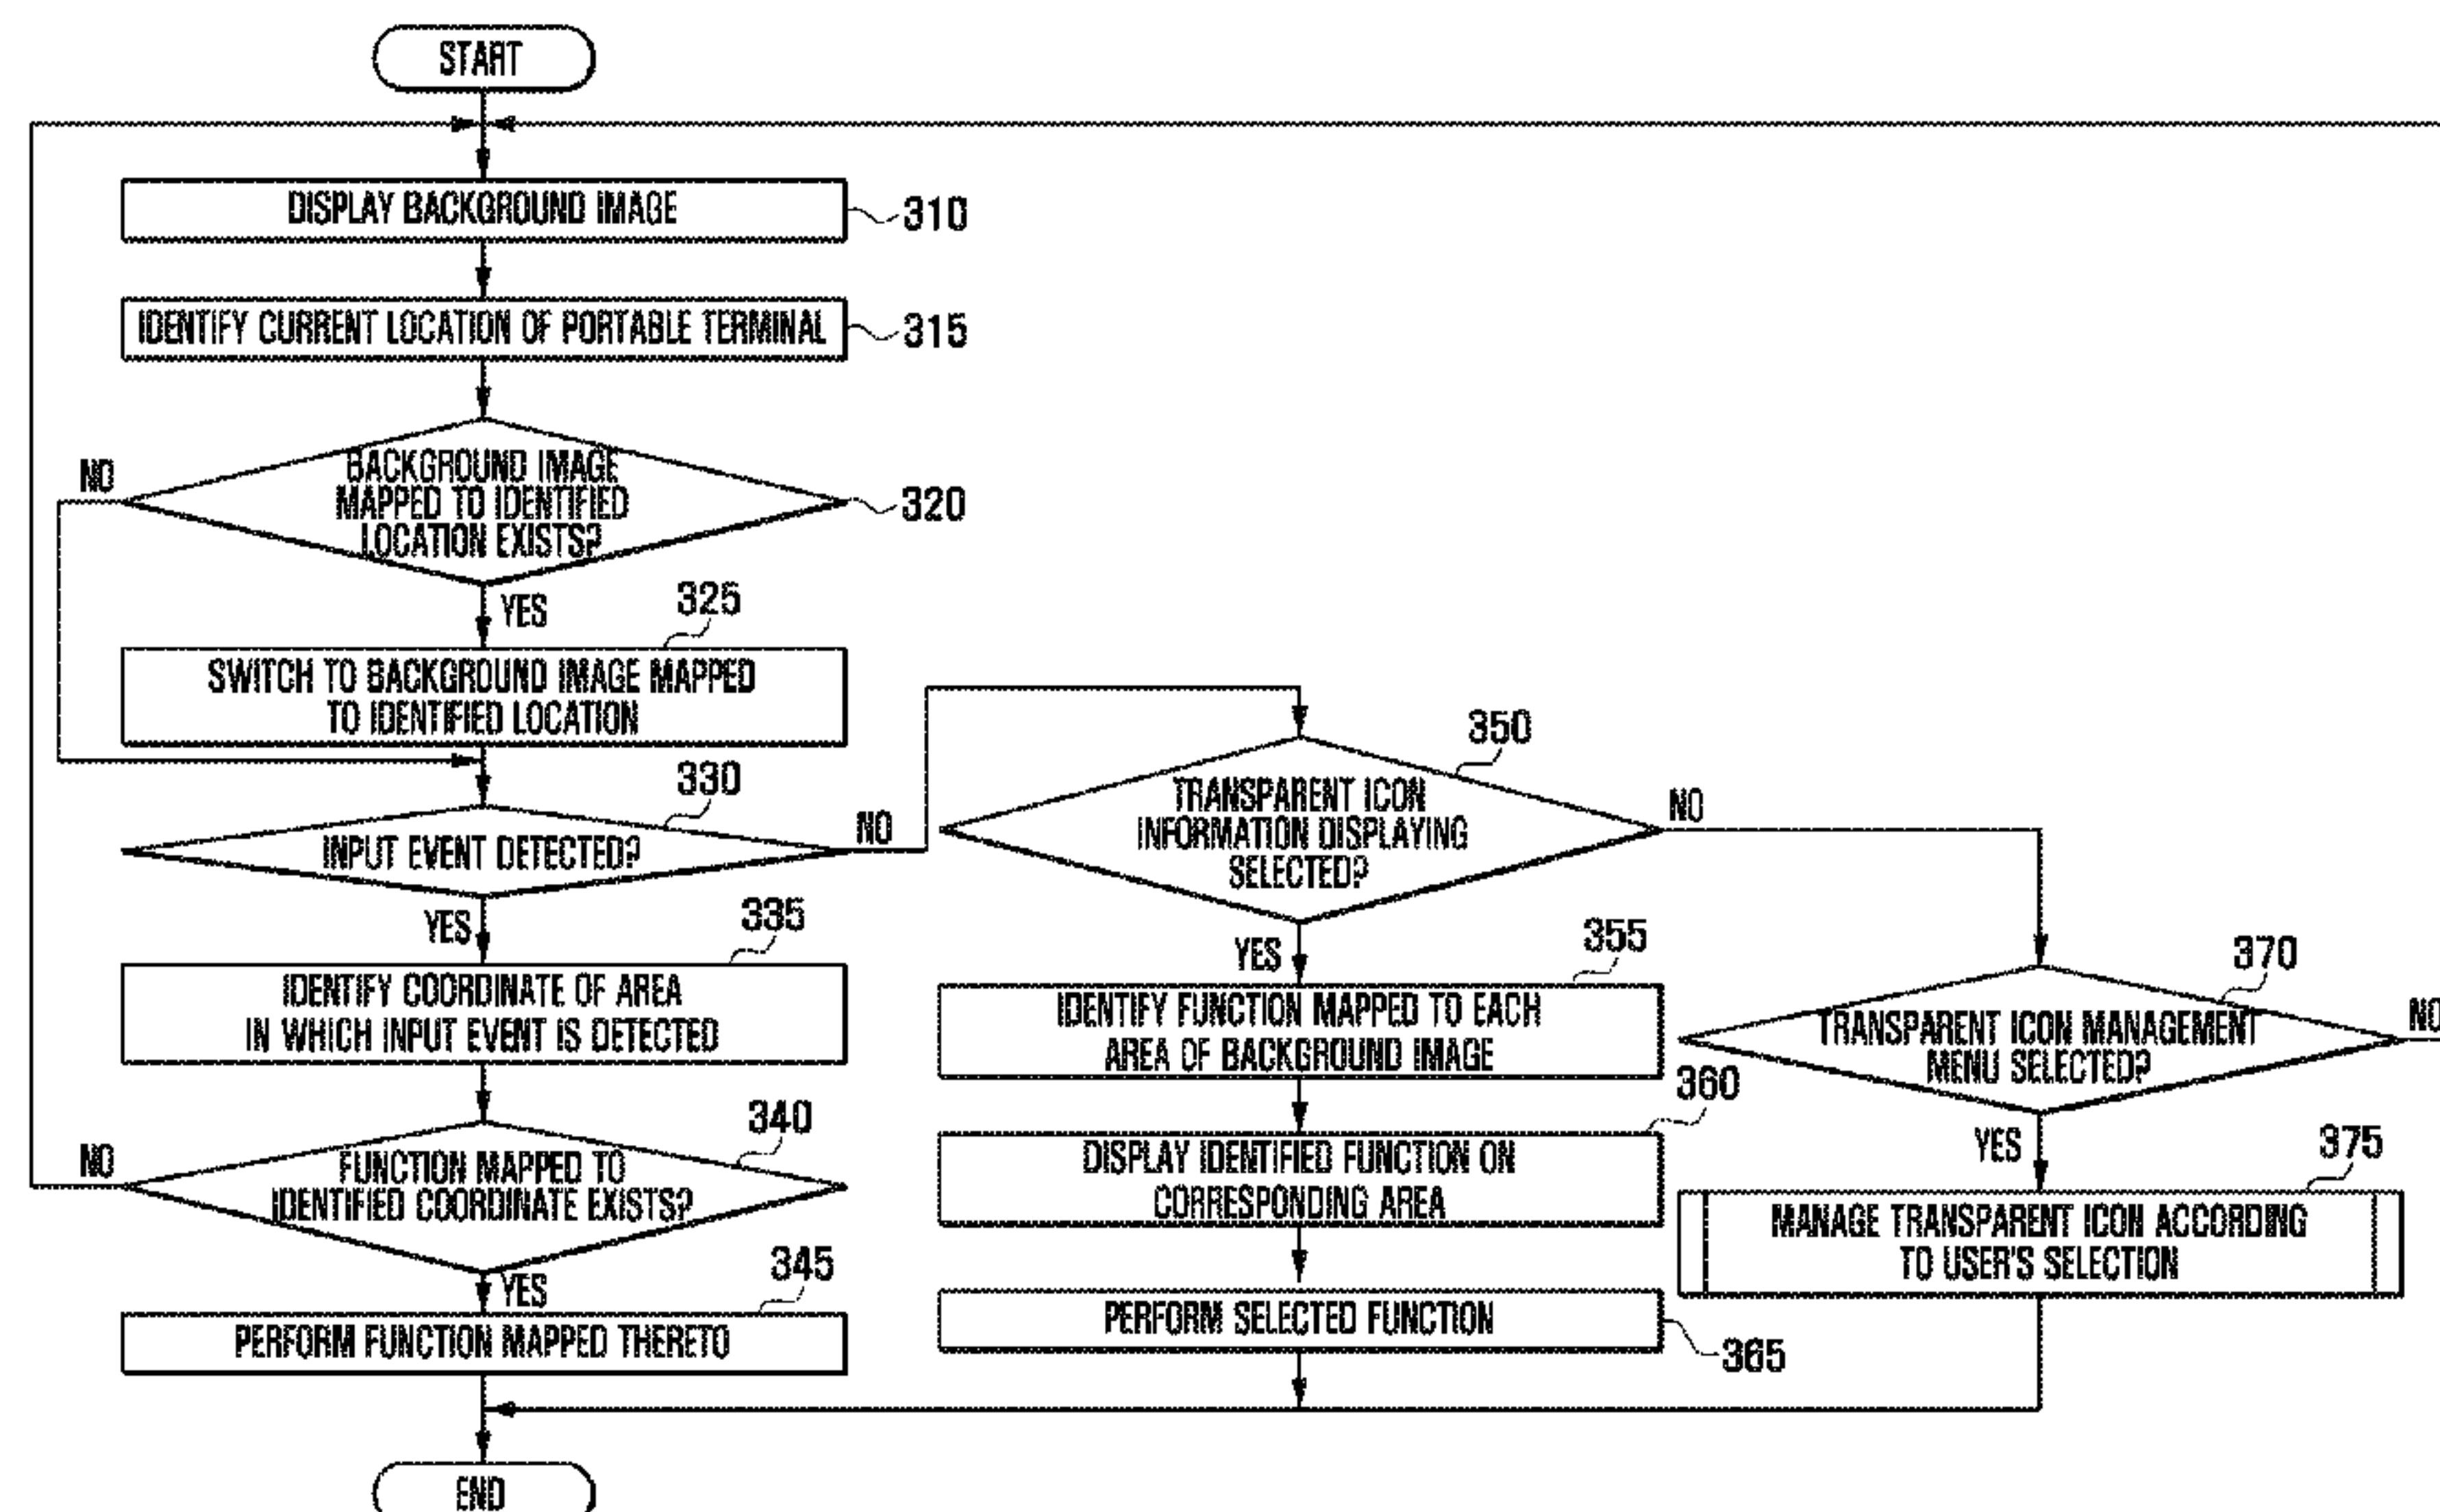 START
DISPLAY BACKGROUND IMAGE
310
IDENTIFY CURRENT LOCATION OF PORTABLE TERMINAL
315
BACKGROUND IMAGE
MAPPED TO IDENTIFIED
LOCATION EXISTS?
320
NO
YES
325
SWITCH TO BACKGROUND IMAGE MAPPED
TO IDENTIFIED LOCATION
330
INPUT EVENT DETECTED?
NO
YES
335
IDENTIFY COORDINATE OF AREA
IN WHICH INPUT EVENT IS DETECTED
340
FUNCTION MAPPED TO
IDENTIFIED COORDINATE EXISTS?
NO
YES
345
PERFORM FUNCTION MAPPED THERETO
350
TRANSPARENT ICON
INFORMATION DISPLAYING
SELECTED?
NO
YES
355
IDENTIFY FUNCTION MAPPED TO EACH
AREA OF BACKGROUND IMAGE
360
DISPLAY IDENTIFIED FUNCTION ON
CORRESPONDING AREA
PERFORM SELECTED FUNCTION
365
370
TRANSPARENT ICON MANAGEMENT
MENU SELECTED?
NO
YES
375
MANAGE TRANSPARENT ICON ACCORDING
TO USER'S SELECTION
END